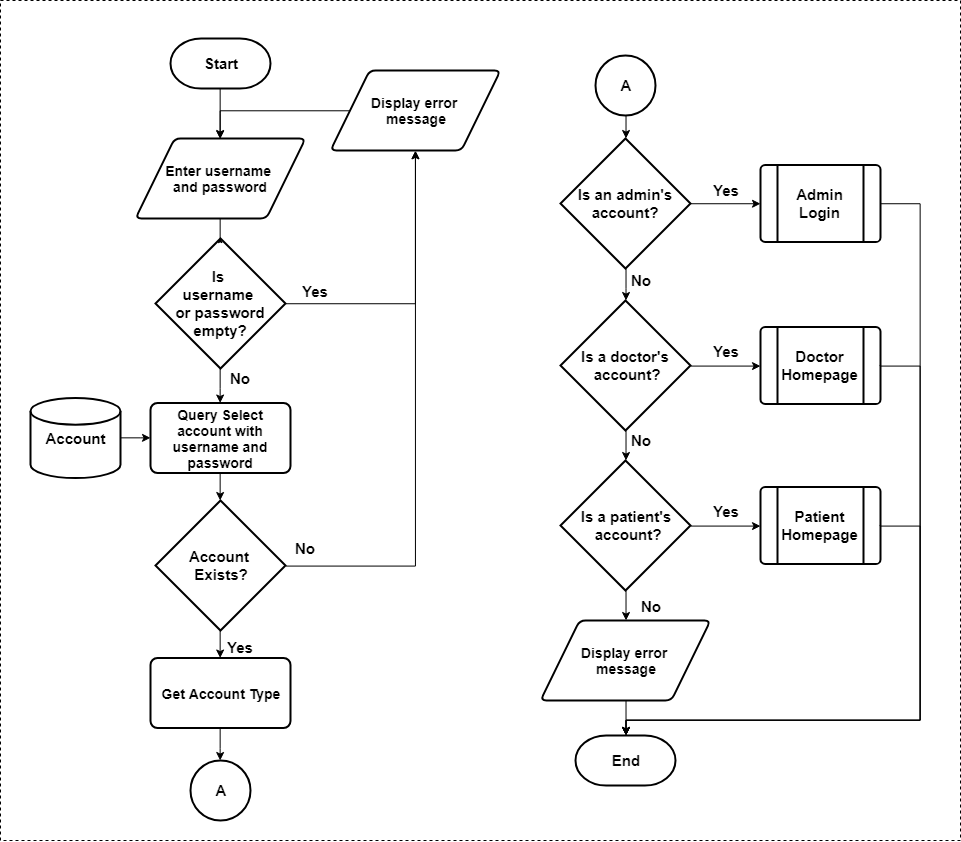 Start
Display error
message
Enter username
and password
Is
username
or password
empty?
Yes
No
Account
Query Select
account with
username and
password
Account
Exists?
No
Yes
Get Account Type
A
A
Is an admin's
account?
Yes
Admin
Login
No
Is a doctor's
account?
Yes
Doctor
Homepage
No
Is a patient's
account?
Yes
Patient
Homepage
No
Display error
message
End